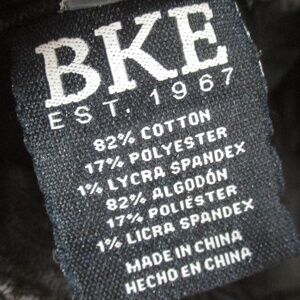 BKE
EST. 1967
82% COTTON
17% POLYESTER
1% LYCRA SPANDEX
82% ALGODÓN
17% POLIÉSTER
1% LICRA SPANDEX
MADE IN CHINA
HECHO EN CHINA